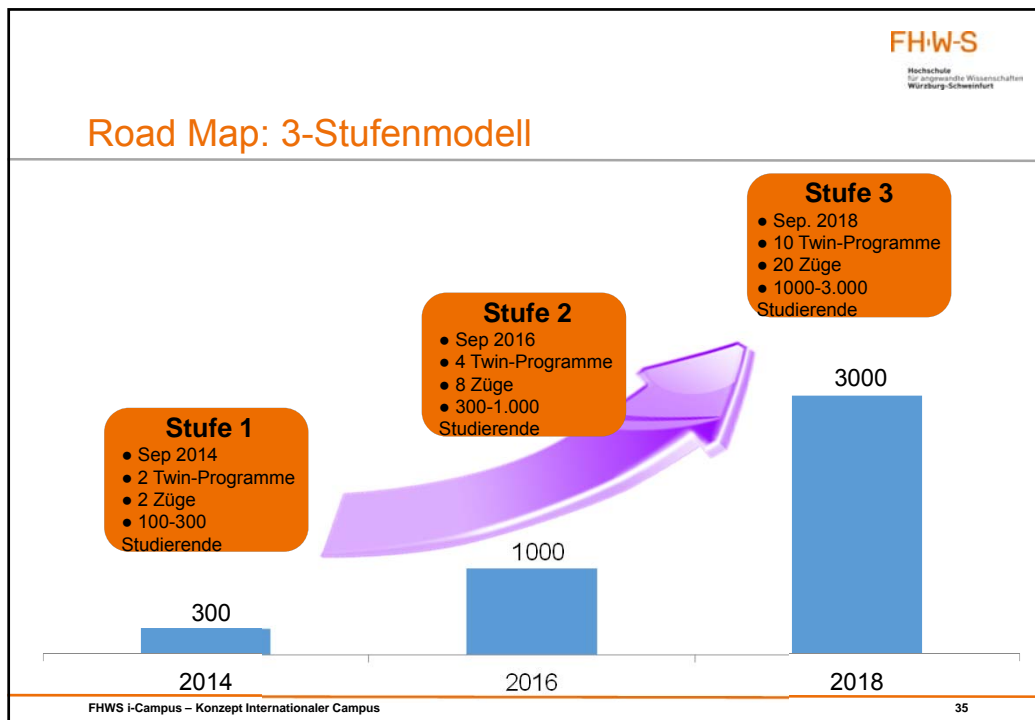 FH·W-S
Hochschule
für angewandte Wissenschaften
Würzburg-Schweinfurt
Road Map: 3-Stufenmodell
Stufe 1
● Sep 2014
● 2 Twin-Programme
● 2 Züge
● 100-300
Studierende
Stufe 2
● Sep 2016
● 4 Twin-Programme
● 8 Züge
● 300-1.000
Studierende
Stufe 3
● Sep. 2018
● 10 Twin-Programme
● 20 Züge
● 1000-3.000
Studierende
300
1000
3000
2014
2016
2018
FHWS i-Campus – Konzept Internationaler Campus
35